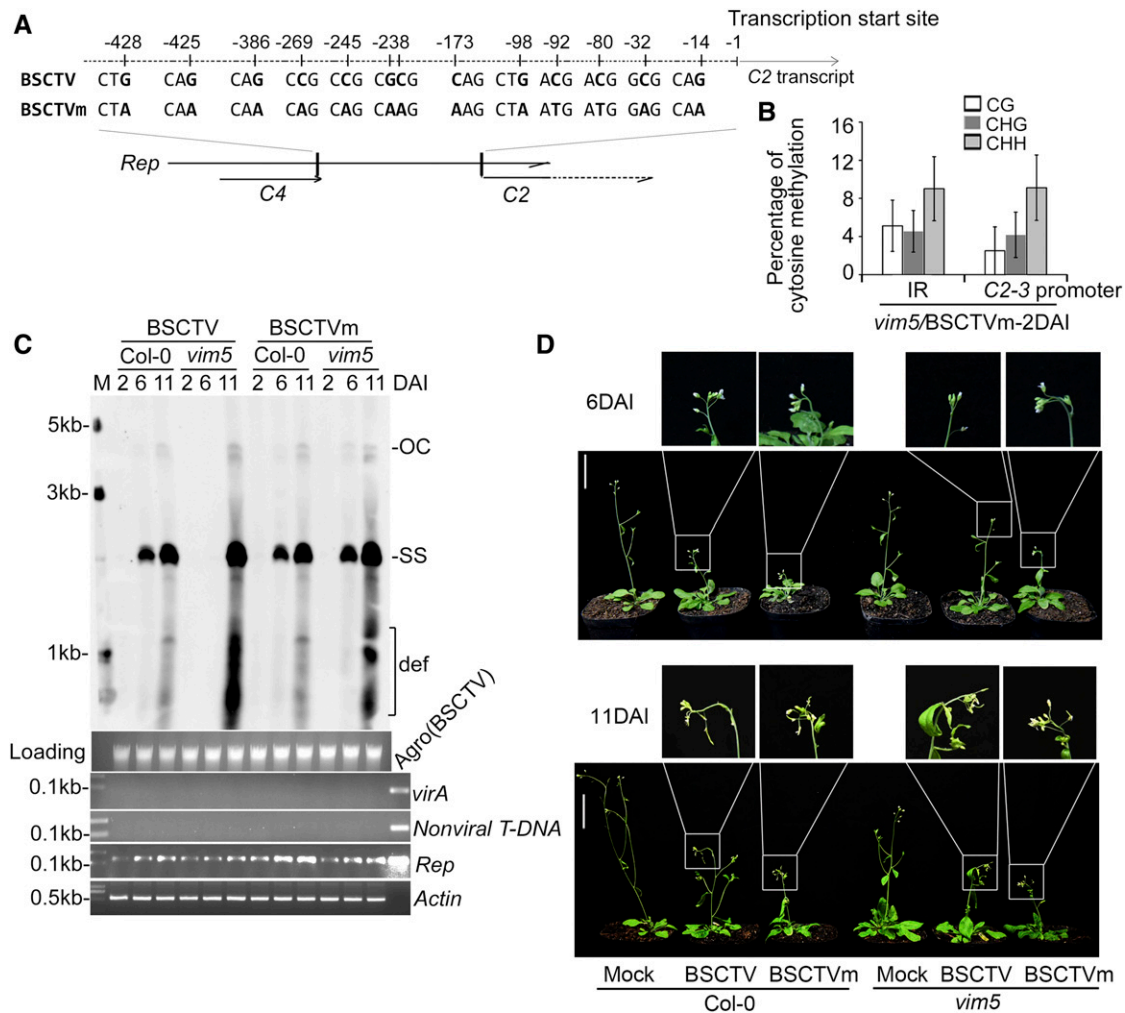 A
Transcription start site
-428 -425 -386 -269 -245 -238 -173 -98 -92 -80 -32 -14 -1
BSCTV CTG CAG CAG CCG CCG CGCG CAG CTG ACG ACG GCG CAG
C2 transcript
BSCTVm CTA CAA CAA CAG CAG CAAG AAG CTA ATG ATG GAG CAA
Rep
C4
C2
B
CG
CHG
CHH
Percentage of
cytosine methylation
16
12
8
4
0
IR C2-3 promoter
vim5/BSCTVm-2DAI
C
BSCTV BSCTVm
Col-0 vim5 Col-0 vim5
M 2 6 11 2 6 11 2 6 11 2 6 11 DAI
5kb-
-OC
3kb-
-SS
1kb-
def
Agro(BSCTV)
Loading
0.1kb- virA
0.1kb- Nonviral T-DNA
0.1kb- Rep
0.5kb- Actin
D
6DAI
11DAI
Mock BSCTV BSCTVm Mock BSCTV BSCTVm
Col-0 vim5